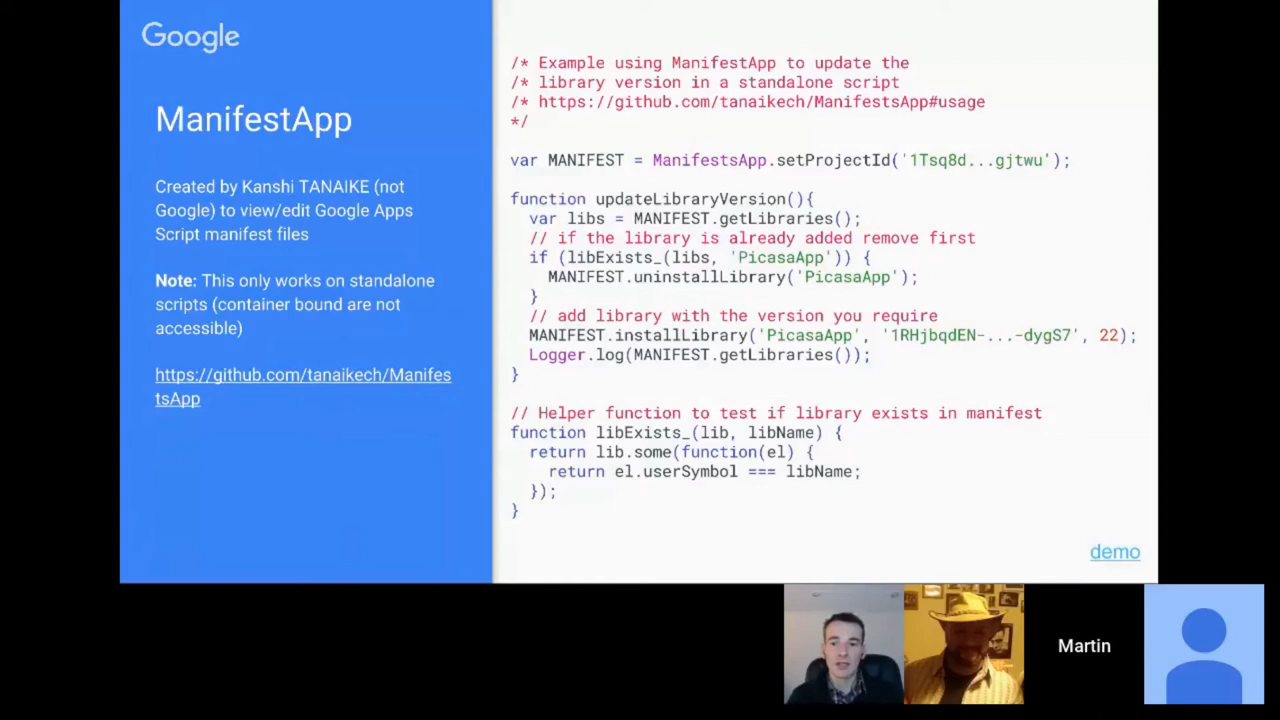 Google
ManifestApp
Created by Kanshi TANAIKE (not
Google) to view/edit Google Apps
Script manifest files
Note: This only works on standalone
scripts (container bound are not
accessible)
https://github.com/tanaikech/Manifes
tsApp
/* Example using ManifestApp to update the
/* library version in a standalone script
/* https://github.com/tanaikech/ManifestsApp#usage
*/
var MANIFEST = ManifestsApp.setProjectId('1Tsq8d...gjtwu');
function updateLibraryVersion(){
  var libs = MANIFEST.getLibraries();
  // if the library is already added remove first
  if (libExists_(libs, 'PicasaApp')) {
    MANIFEST.uninstallLibrary('PicasaApp');
  }
  // add library with the version you require
  MANIFEST.installLibrary('PicasaApp', '1RHjbqdEN-...-dygS7', 22);
  Logger.log(MANIFEST.getLibraries());
}
// Helper function to test if library exists in manifest
function libExists_(lib, libName) {
  return lib.some(function(el) {
    return el.userSymbol === libName;
  });
}
demo
Martin